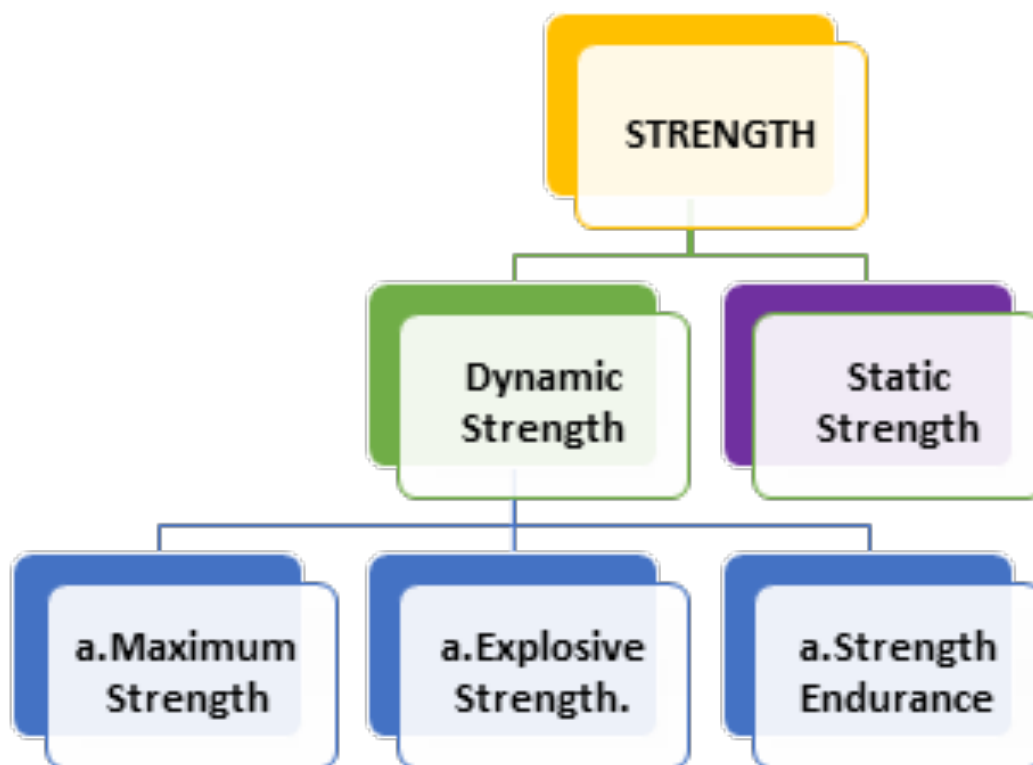 STRENGTH
Dynamic
Strength
Static
Strength
a.Maximum
Strength
a.Explosive
Strength.
a.Strength
Endurance